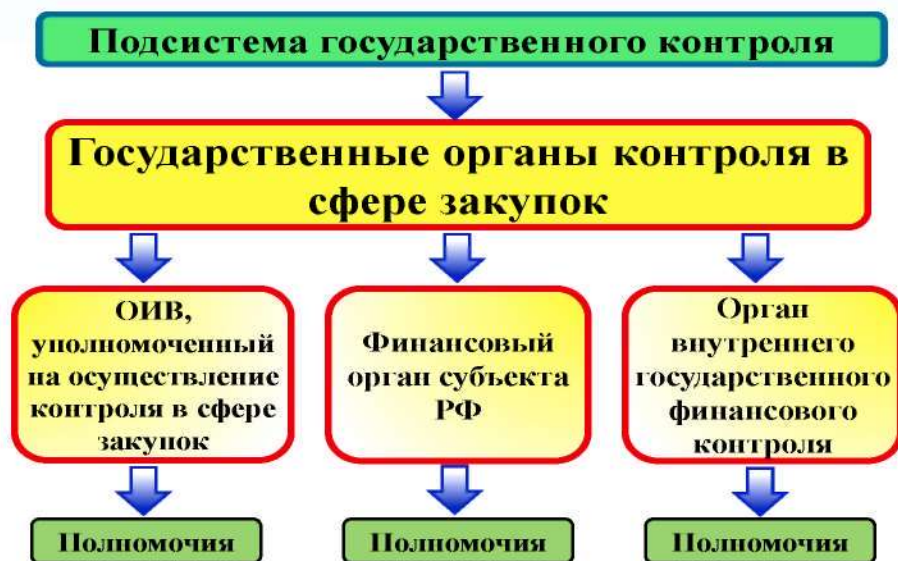 Подсистема государственного контроля
Государственные органы контроля в
сфере закупок
ОИВ,
уполномоченный
на осуществление
контроля в сфере
закупок
Финансовый
орган субъекта
РФ
Орган
внутреннего
государственного
финансового
контроля
Полномочия
Полномочия
Полномочия